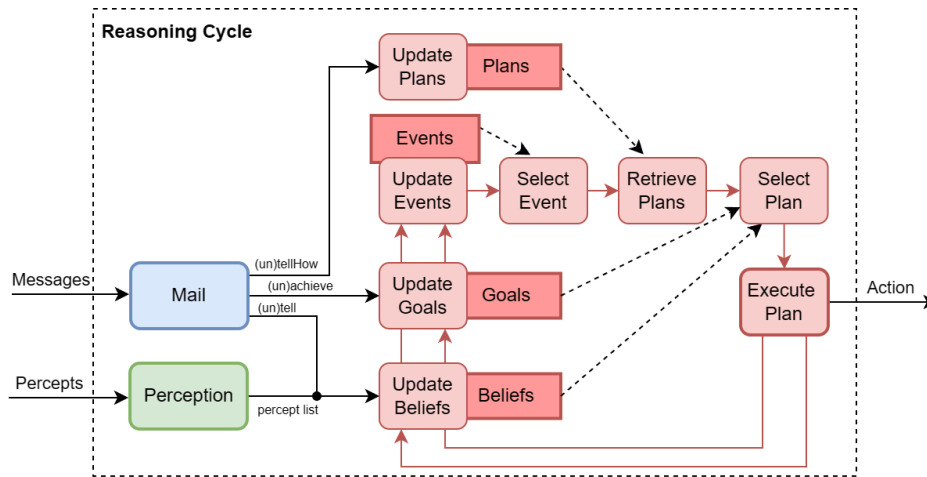 Reasoning Cycle
Update
Plans
Plans
Events
Update
Events
Select
Event
Retrieve
Plans
Select
Plan
Messages
Mail
(un)tellHow
(un)achieve
(un)tell
Update
Goals
Goals
Execute
Plan
Action
Percepts
Perception
percept list
Update
Beliefs
Beliefs